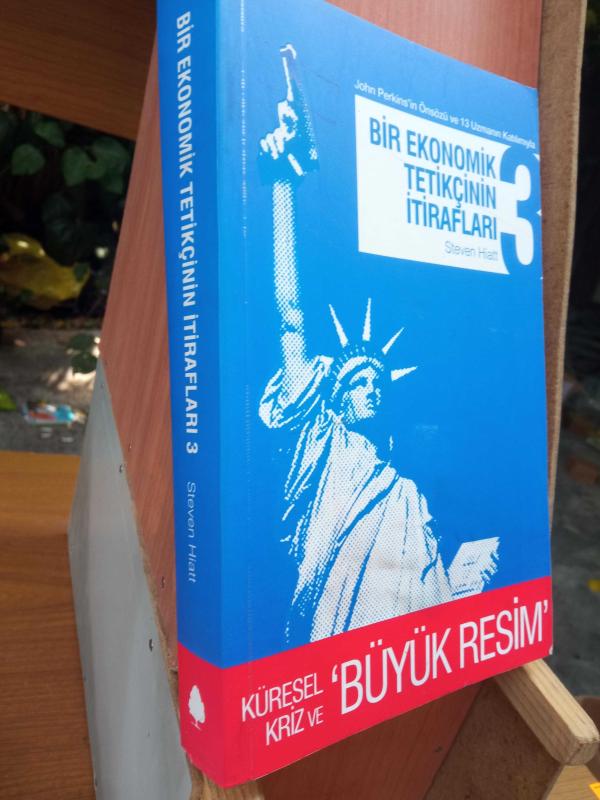 BİR EKONOMİK TETİKÇİNİN İTİRAFLARI 3
Steven Hiatt
John Perkins'in Önsözü ve 13 Uzmanın Katılımıyla
BİR EKONOMİK
TETİKÇİNİN
İTİRAFLARI
3
Steven Hiatt
KÜRESEL
KRİZ VE
'BÜYÜK RESİM'